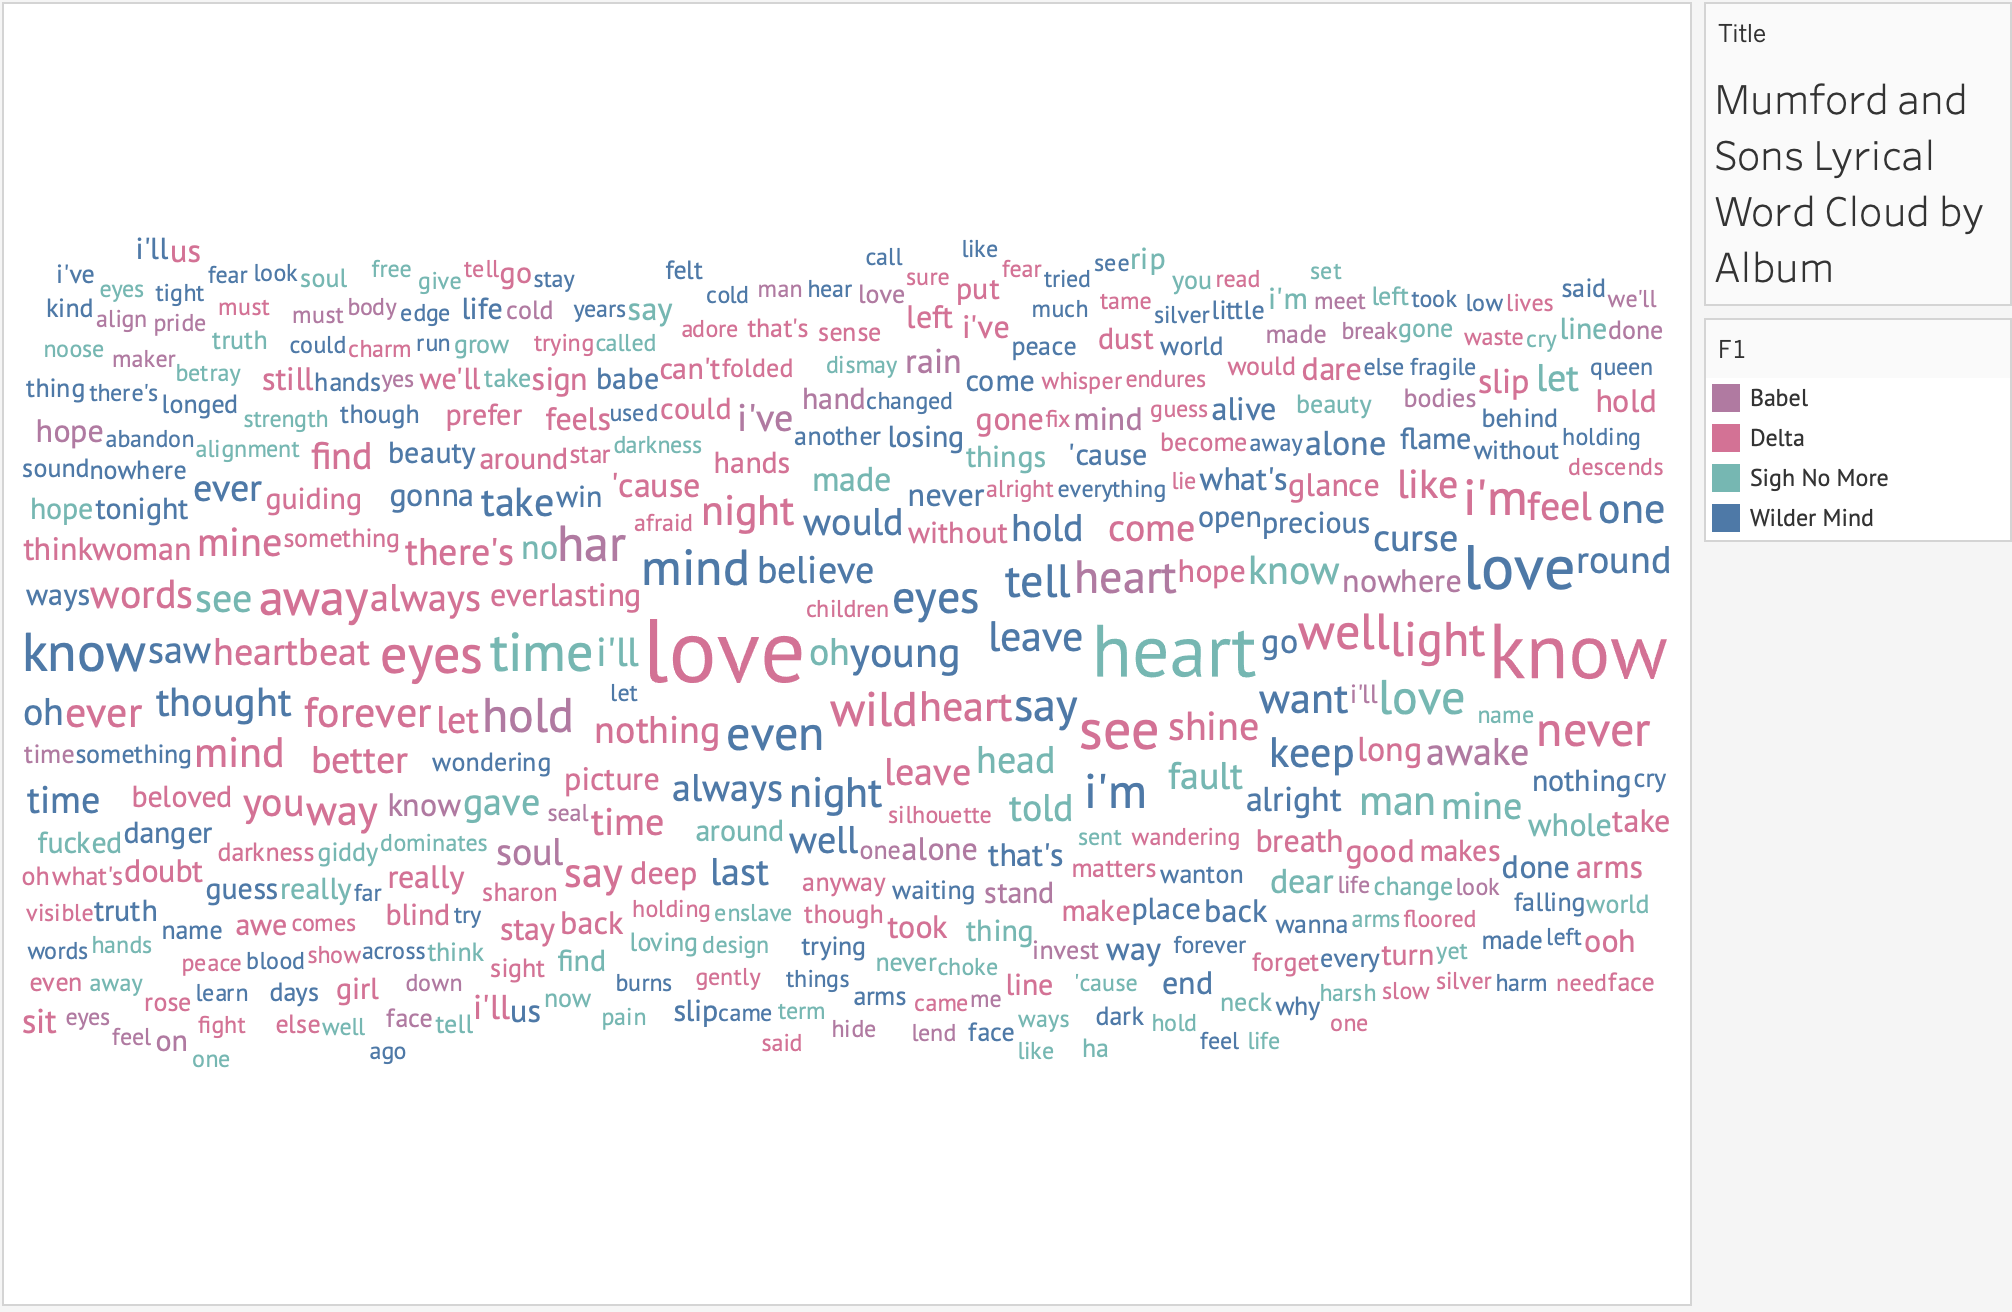 Title
Mumford and
Sons Lyrical
Word Cloud by
Album
F1
Babel
Delta
Sigh No More
Wilder Mind
i'll us call like
i've fear look soul free give tell go stay felt sure fear tried see rip you read set
eyes tight cold man hear love put much tame silver little i'm meet left took low lives said we'll
kind align pride must must body edge life cold years say adore that's sense left i've dust made break gone waste cry line done
noose maker truth could charm run grow trying called dismay rain peace world
thing there's betray still hands yes we'll take sign babe can't folded come whisper endures would dare else fragile slip let queen
longed strength though prefer feels used could i've hand changed gone fix mind guess alive beauty bodies behind hold
hope abandon alignment find beauty around star darkness another losing things 'cause become away alone flame without holding
sound nowhere ever guiding gonna take win 'cause hands made never alright everything lie what's glance like i'm feel one descends
hope tonight afraid night would without hold come open precious curse
think woman mine something there's no har mind believe tell heart hope know nowhere love round
ways words see away always everlasting children eyes
know saw heartbeat eyes time i'll love oh young leave heart go well light know
oh ever thought forever let hold let nothing even wild heart say see shine want i'll love name never
time something mind better wondering picture always night leave head i'm fault keep long awake nothing cry
time beloved you way know gave seal time silhouette told alright man mine whole take
fucked danger darkness giddy dominates soul around well one alone that's sent wandering breath good makes
oh what's doubt guess really far really sharon say deep last anyway waiting stand matters wanton dear life change look done arms
visible truth name awe comes blind try stay back holding enslave though took thing make place back wanna arms floored falling world
words hands peace blood show across think sight find loving design trying never choke invest way forever forget every turn yet made left ooh
even away rose learn days girl down i'll us now burns gently things arms came me line 'cause end neck why harsh slow silver harm need face
sit eyes feel on fight else well face tell pain slip came term hide lend face ways dark hold one
one ago said like ha feel life